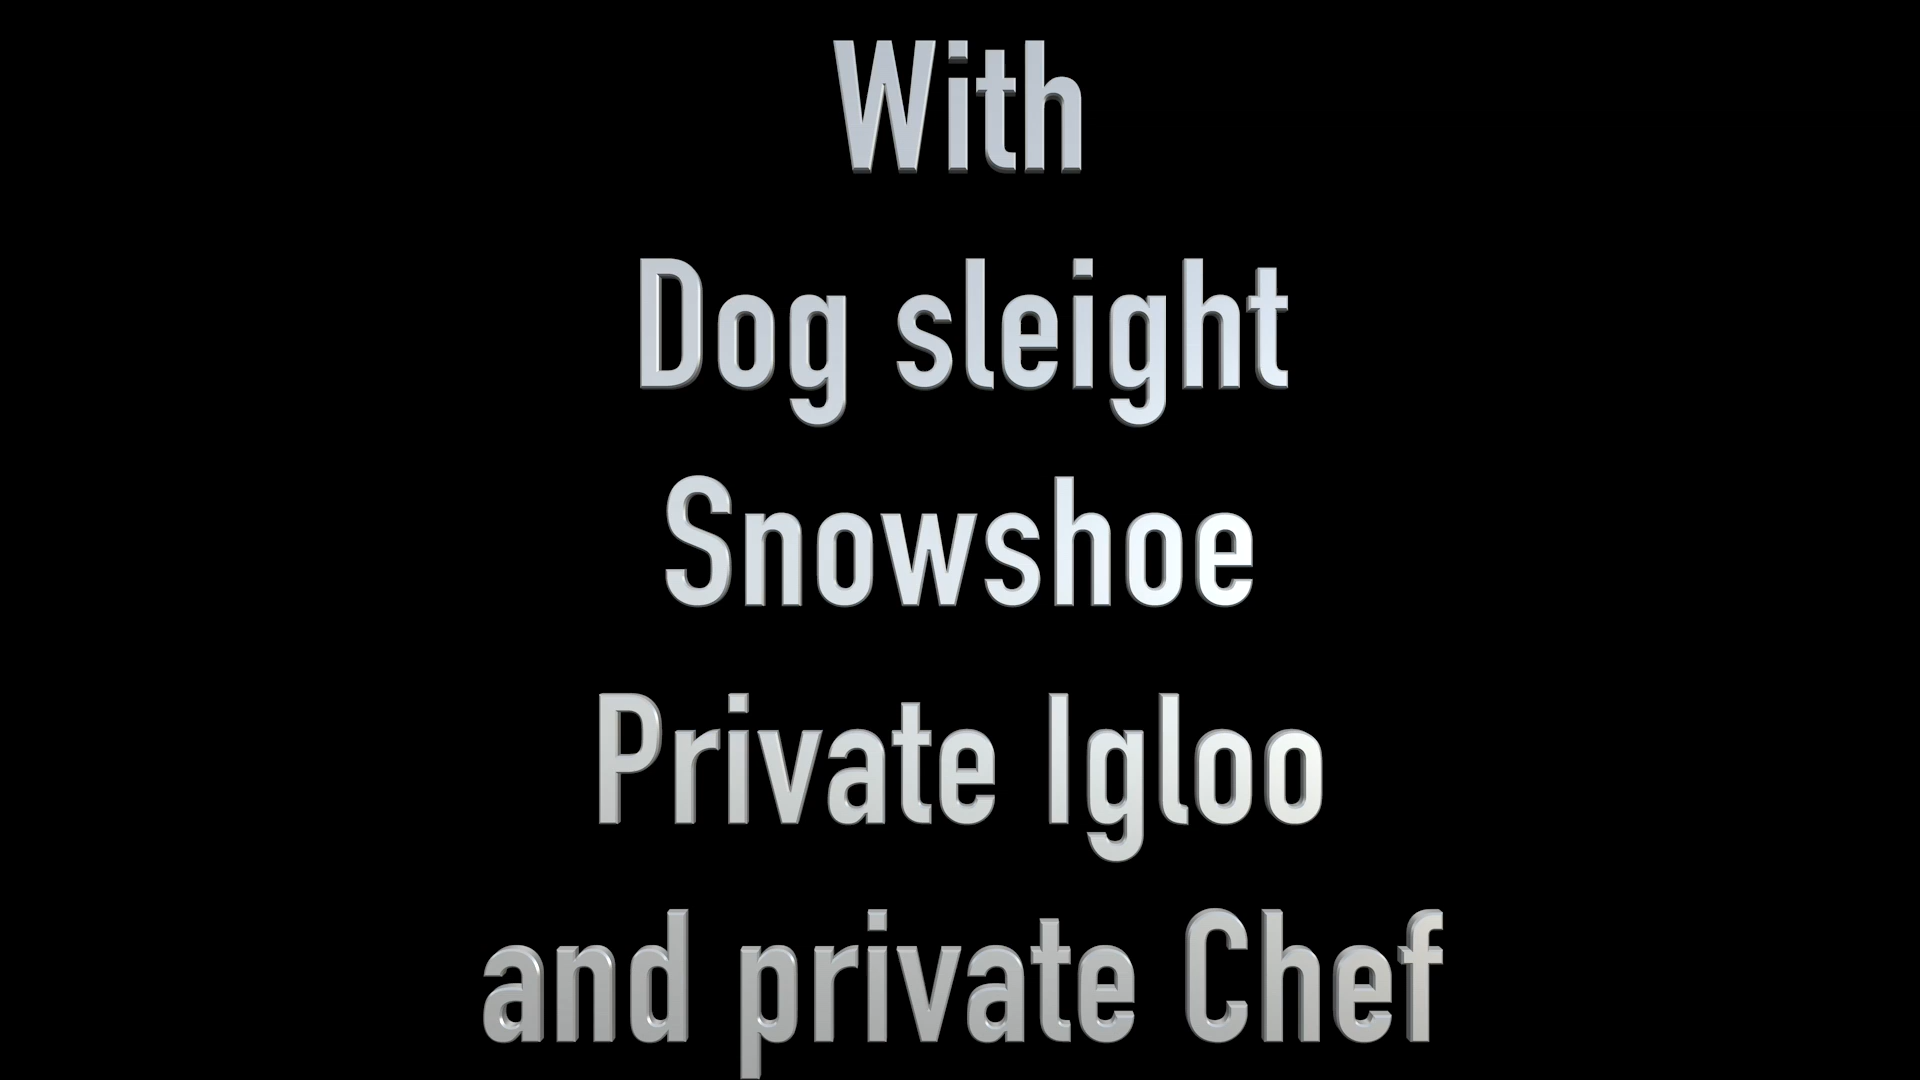 With
Dog sleight
Snowshoe
Private Igloo
and private Chef